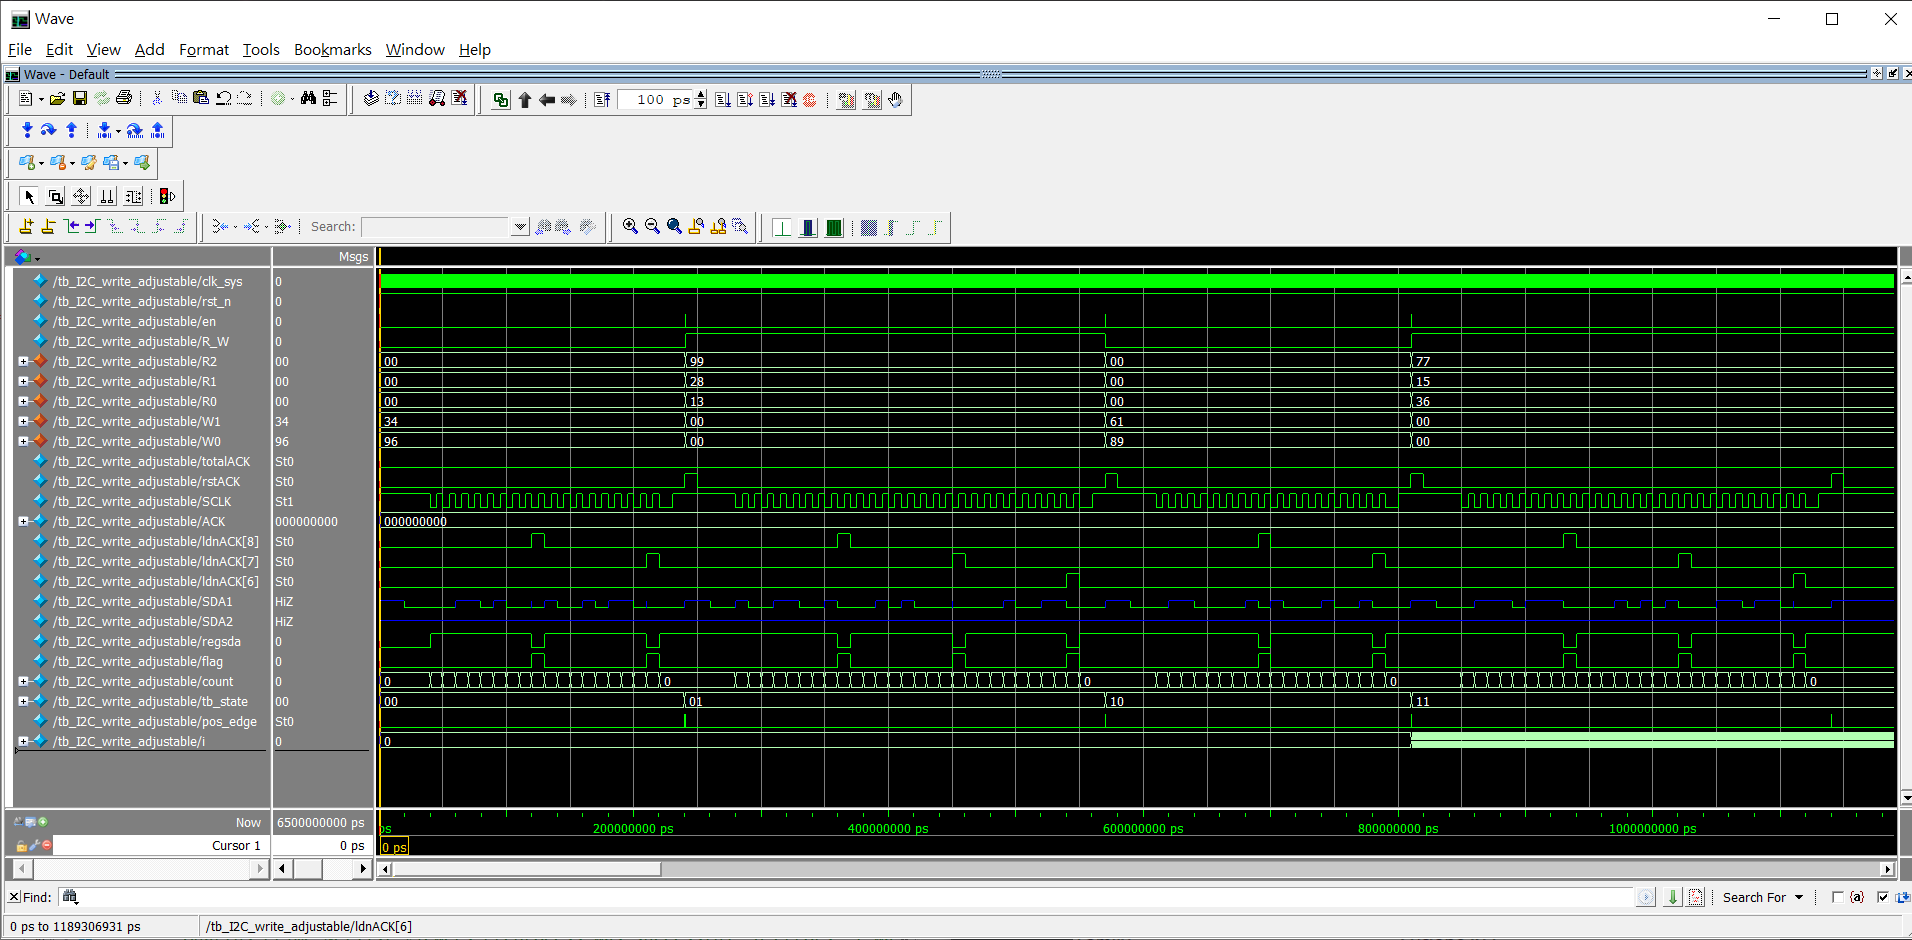 Wave
File Edit View Add Format Tools Bookmarks Window Help
Wave - Default
100 ps
Search:
Msgs
/tb_I2C_write_adjustable/clk_sys 0
/tb_I2C_write_adjustable/rst_n 0
/tb_I2C_write_adjustable/en 0
/tb_I2C_write_adjustable/R_W 0
/tb_I2C_write_adjustable/R2 00 00 99 00 77
/tb_I2C_write_adjustable/R1 00 00 28 00 15
/tb_I2C_write_adjustable/R0 00 00 13 00 36
/tb_I2C_write_adjustable/W1 34 34 00 61 00
/tb_I2C_write_adjustable/W0 96 96 00 89 00
/tb_I2C_write_adjustable/totalACK St0
/tb_I2C_write_adjustable/rstACK St0
/tb_I2C_write_adjustable/SCLK St1
/tb_I2C_write_adjustable/ACK 000000000 000000000
/tb_I2C_write_adjustable/ldnACK[8] St0
/tb_I2C_write_adjustable/ldnACK[7] St0
/tb_I2C_write_adjustable/ldnACK[6] St0
/tb_I2C_write_adjustable/SDA1 HiZ
/tb_I2C_write_adjustable/SDA2 HiZ
/tb_I2C_write_adjustable/regsda 0
/tb_I2C_write_adjustable/flag 0
/tb_I2C_write_adjustable/count 0 0 0 0 0 0
/tb_I2C_write_adjustable/tb_state 00 00 01 10 11
/tb_I2C_write_adjustable/pos_edge St0
/tb_I2C_write_adjustable/i 0 0
Now 6500000000 ps ps 200000000 ps 400000000 ps 600000000 ps 800000000 ps 1000000000 ps
Cursor 1 0 ps 0 ps
Find: Search For {a}
0 ps to 1189306931 ps /tb_I2C_write_adjustable/ldnACK[6]